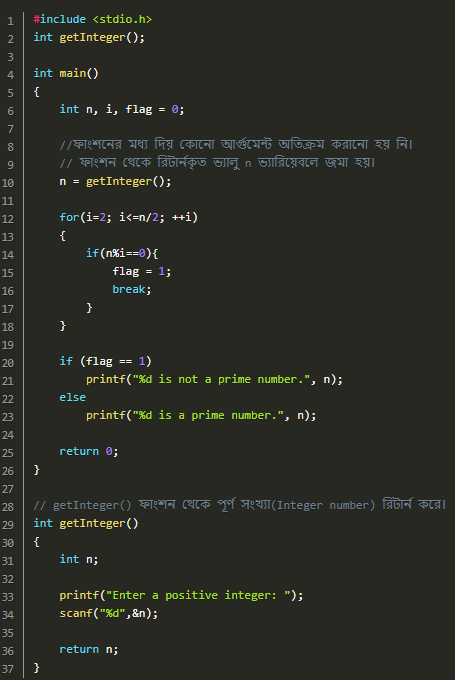 1 #include <stdio.h>
2 int getInteger();
3
4 int main()
5 {
6     int n, i, flag = 0;
7
8     //ফাংশনের মধ্য দিয় কোনো আর্গুমেন্ট অতিক্রম করানো হয় নি।
9     // ফাংশন থেকে রিটার্নকৃত ভ্যালু n ভ্যারিয়েবলে জমা হয়।
10     n = getInteger();
11
12     for(i=2; i<=n/2; ++i)
13     {
14         if(n%i==0){
15             flag = 1;
16             break;
17         }
18     }
19
20     if (flag == 1)
21         printf("%d is not a prime number.", n);
22     else
23         printf("%d is a prime number.", n);
24
25     return 0;
26 }
27
28 // getInteger() ফাংশন থেকে পূর্ণ সংখ্যা(Integer number) রিটার্ন করে।
29 int getInteger()
30 {
31     int n;
32
33     printf("Enter a positive integer: ");
34     scanf("%d",&n);
35
36     return n;
37 }